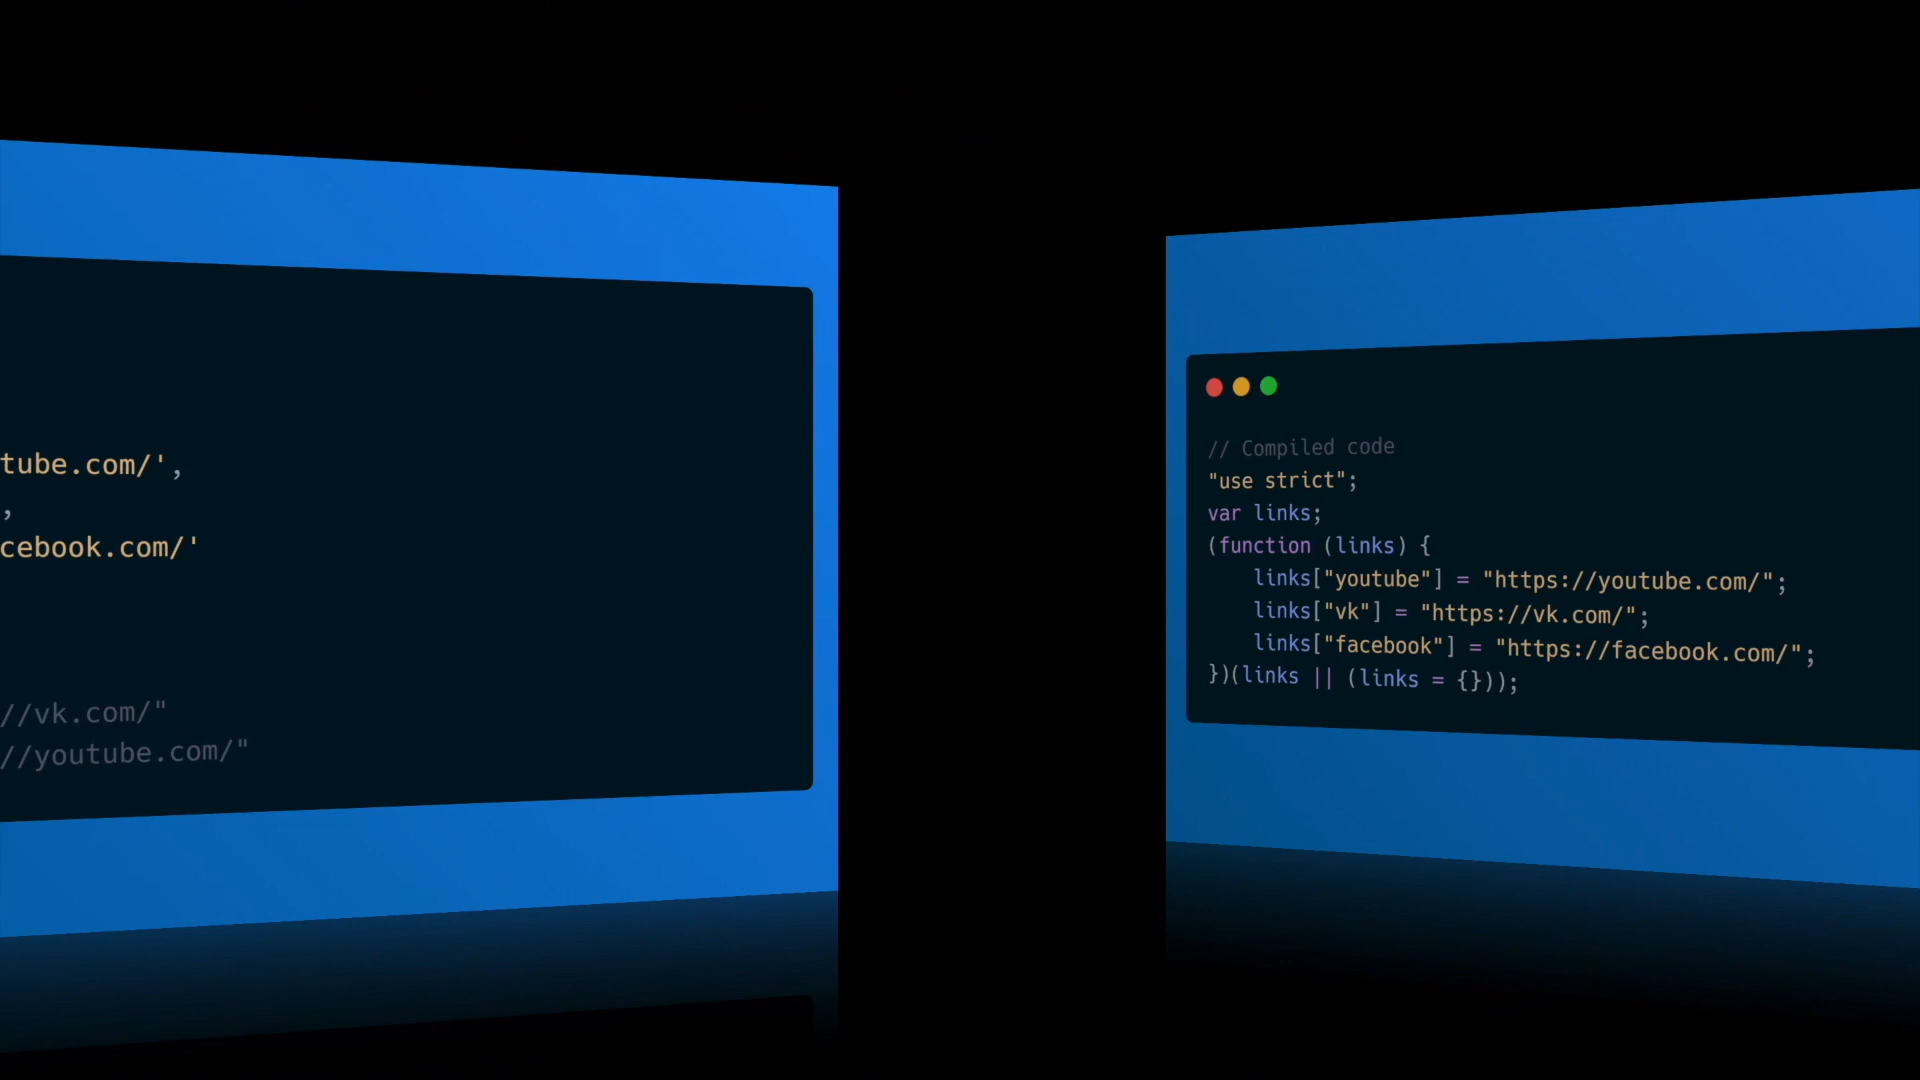 tube.com/',
,
cebook.com/'
//vk.com/"
//youtube.com/"
// Compiled code
"use strict";
var links;
(function (links) {
    links["youtube"] = "https://youtube.com/";
    links["vk"] = "https://vk.com/";
    links["facebook"] = "https://facebook.com/";
})(links || (links = {}));